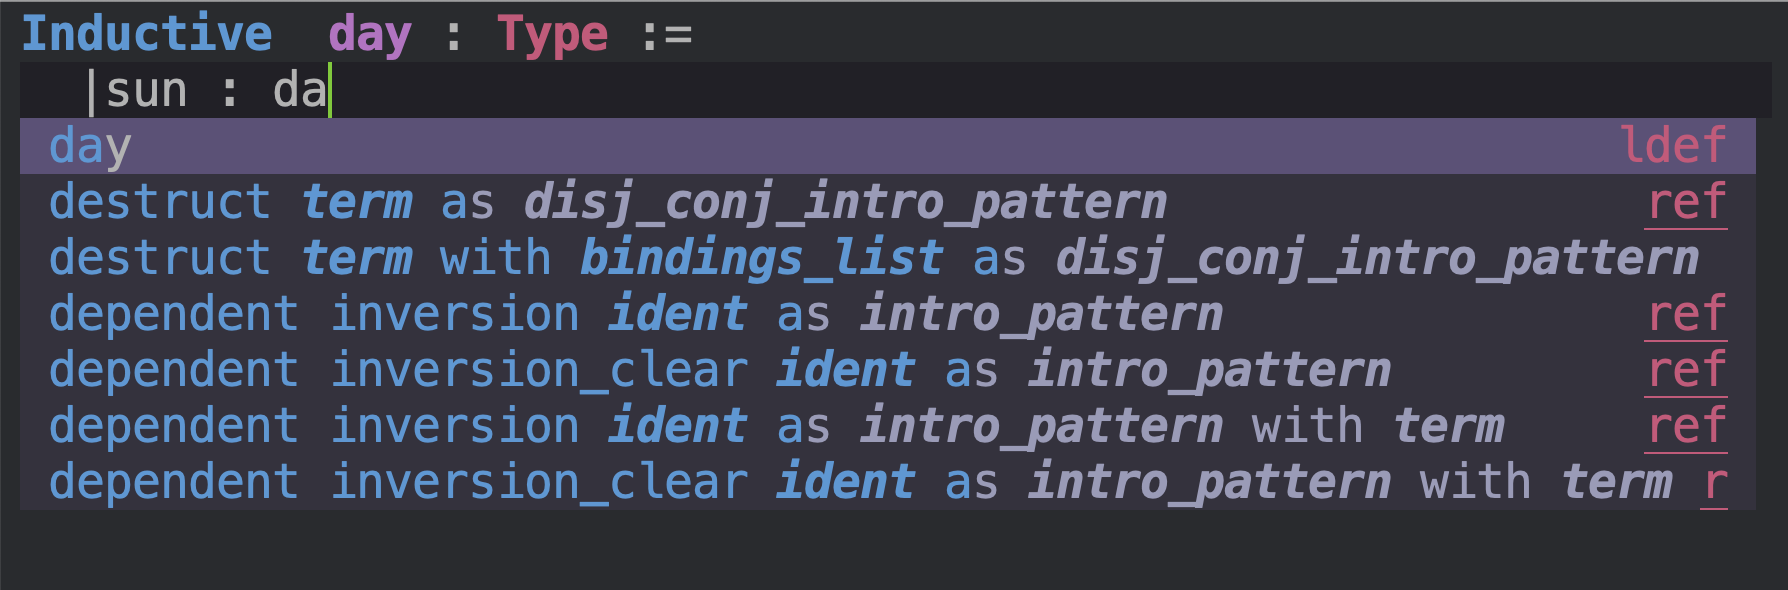 Inductive  day : Type :=
|sun : da
day ldef
destruct term as disj_conj_intro_pattern ref
destruct term with bindings_list as disj_conj_intro_pattern
dependent inversion ident as intro_pattern ref
dependent inversion_clear ident as intro_pattern ref
dependent inversion ident as intro_pattern with term ref
dependent inversion_clear ident as intro_pattern with term r